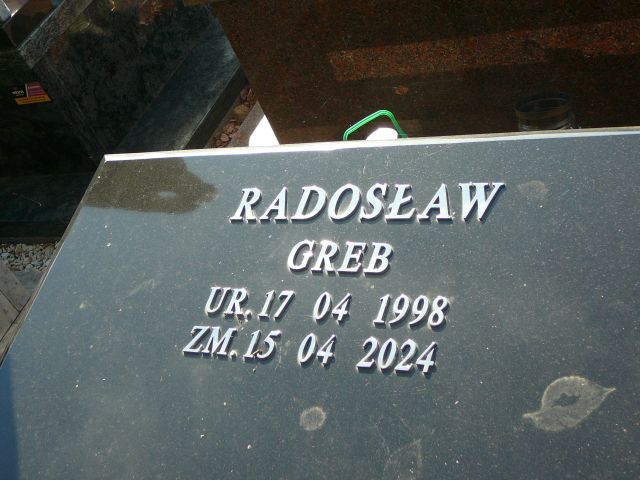 RADOSŁAW
GREB
UR. 17 04 1998
ZM. 15 04 2024